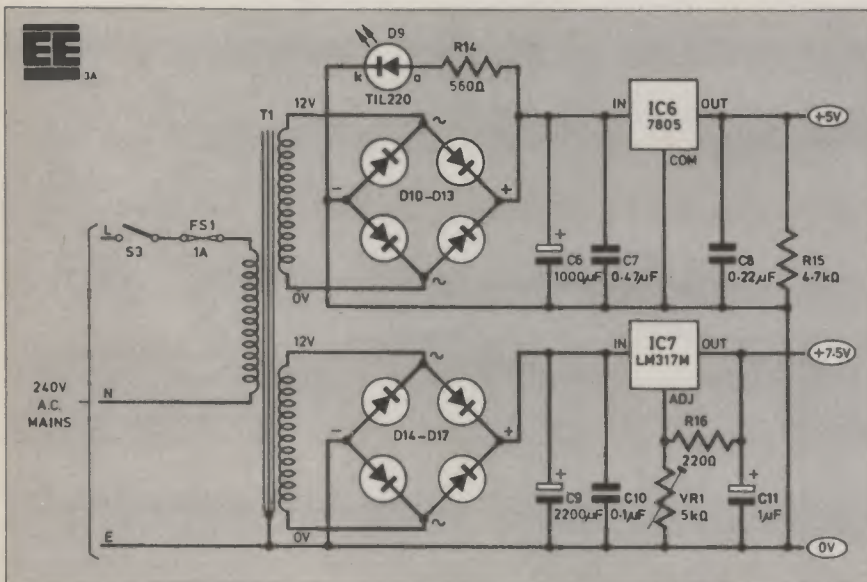 EE
3A
D9
k
a
TIL220
R14
560Ω
T1
12V
~
−
+
D10–D13
~
0V
L
S3
FS1
1A
IN
IC6
7805
OUT
COM
+5V
+
C6
1000µF
C7
0.47µF
C8
0.22µF
R15
4.7kΩ
240V
A.C.
MAINS
N
E
12V
~
−
+
D14–D17
~
0V
IN
IC7
LM317M
OUT
ADJ
+7.5V
+
C9
2200µF
C10
0.1µF
R16
220Ω
VR1
5kΩ
+
C11
1µF
0V